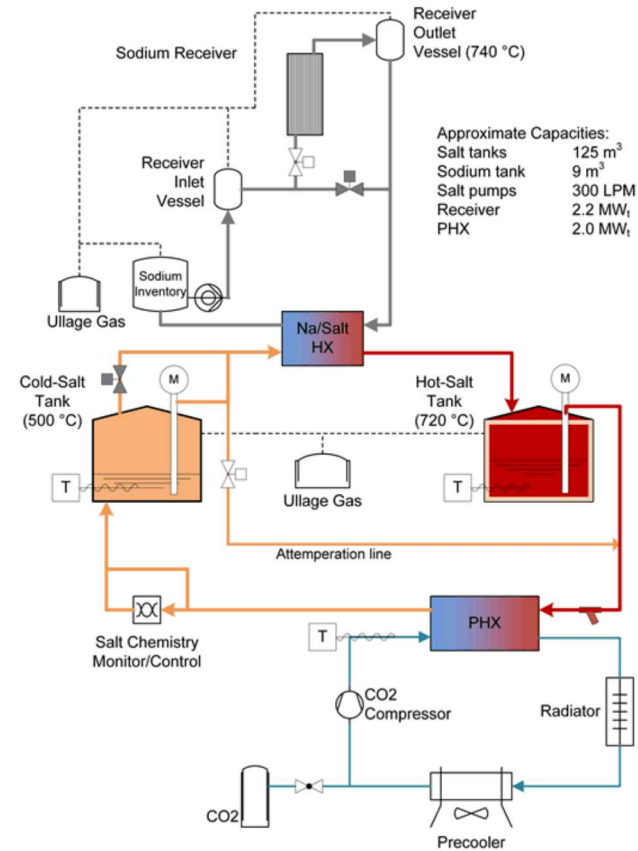 Receiver
Outlet
Vessel (740 °C)
Sodium Receiver
Approximate Capacities:
Salt tanks 125 m³
Sodium tank 9 m³
Salt pumps 300 LPM
Receiver 2.2 MWₜ
PHX 2.0 MWₜ
Receiver
Inlet
Vessel
Sodium
Inventory
Ullage Gas
Na/Salt
HX
Cold-Salt
Tank
(500 °C)
M
Hot-Salt
Tank
(720 °C)
M
T
Ullage Gas
T
Attemperation line
Salt Chemistry
Monitor/Control
PHX
T
CO2
Compressor
Radiator
CO2
Precooler